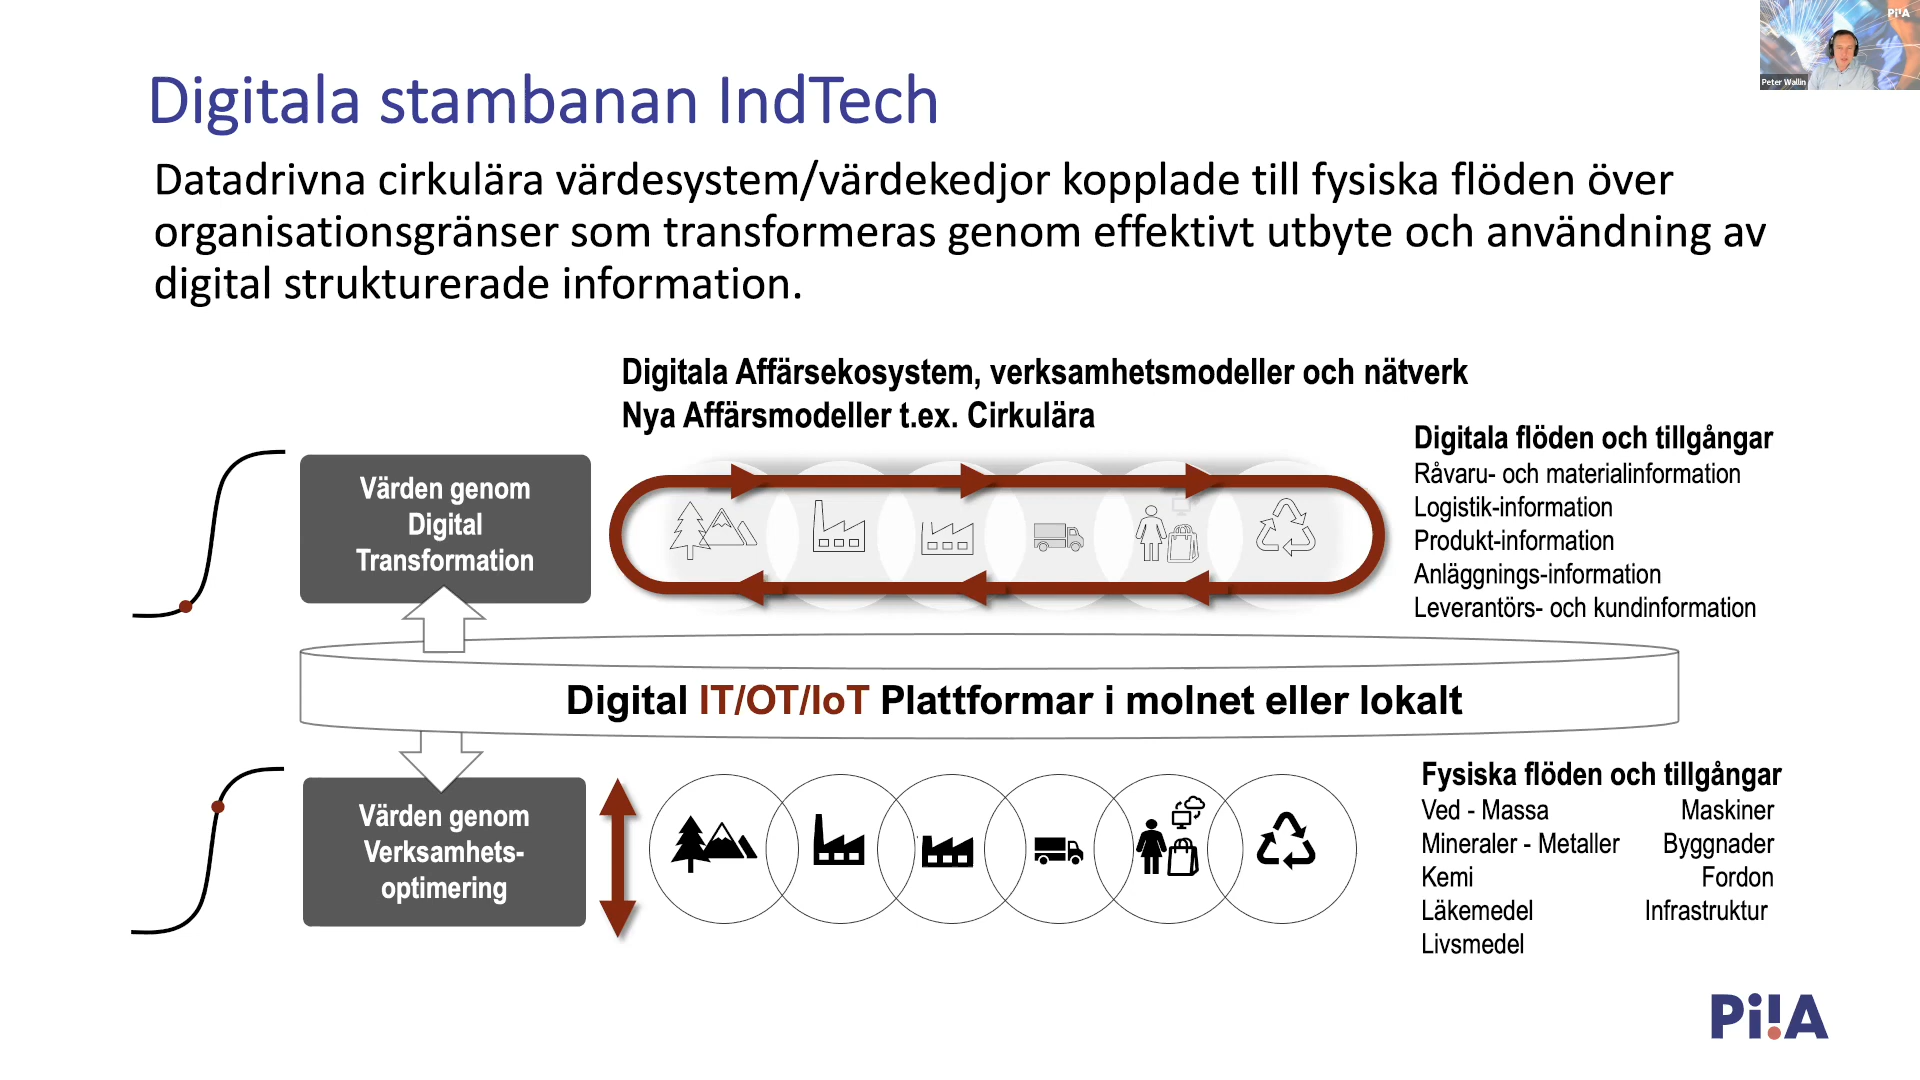 PiiA
Peter Wallin
Digitala stambanan IndTech
Datadrivna cirkulära värdesystem/värdekedjor kopplade till fysiska flöden över
organisationsgränser som transformeras genom effektivt utbyte och användning av
digital strukturerade information.
Digitala Affärsekosystem, verksamhetsmodeller och nätverk
Nya Affärsmodeller t.ex. Cirkulära
Värden genom
Digital
Transformation
Digitala flöden och tillgångar
Råvaru- och materialinformation
Logistik-information
Produkt-information
Anläggnings-information
Leverantörs- och kundinformation
Digital IT/OT/IoT Plattformar i molnet eller lokalt
Värden genom
Verksamhets-
optimering
Fysiska flöden och tillgångar
Ved - Massa Maskiner
Mineraler - Metaller Byggnader
Kemi Fordon
Läkemedel Infrastruktur
Livsmedel
PiiA